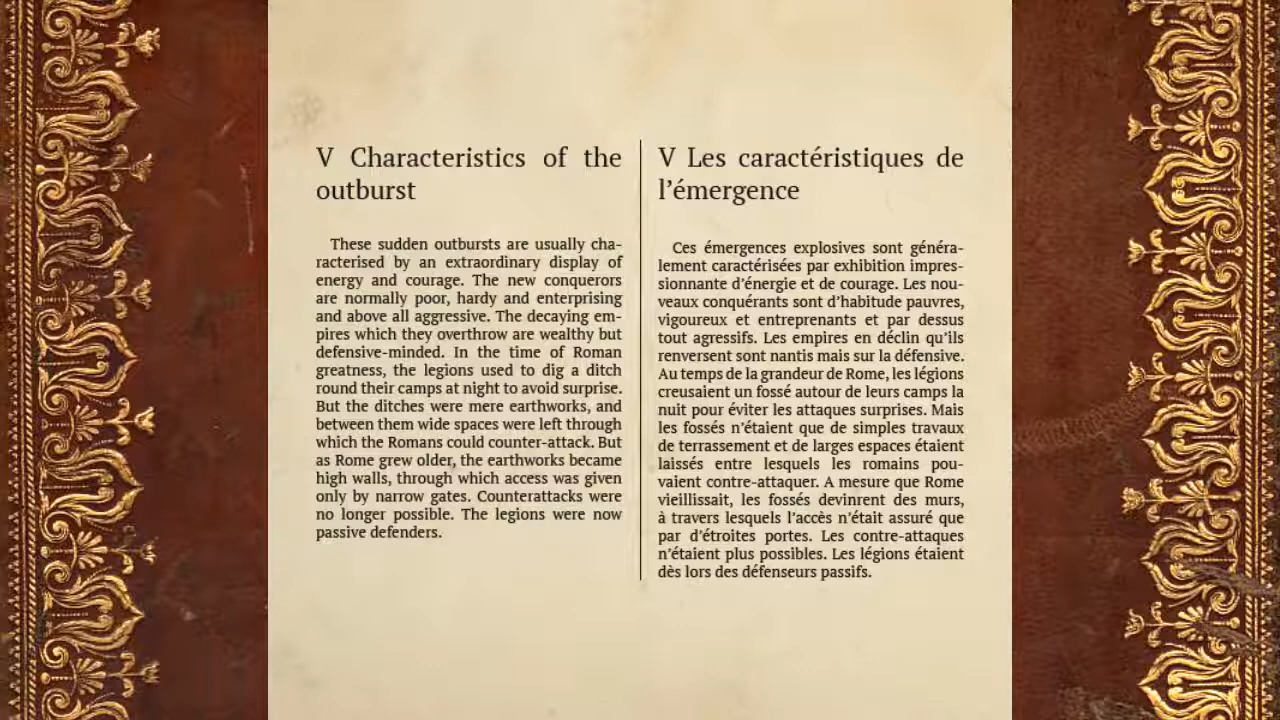 V Characteristics of the
outburst
These sudden outbursts are usually cha-
racterised by an extraordinary display of
energy and courage. The new conquerors
are normally poor, hardy and enterprising
and above all aggressive. The decaying em-
pires which they overthrow are wealthy but
defensive-minded. In the time of Roman
greatness, the legions used to dig a ditch
round their camps at night to avoid surprise.
But the ditches were mere earthworks, and
between them wide spaces were left through
which the Romans could counter-attack. But
as Rome grew older, the earthworks became
high walls, through which access was given
only by narrow gates. Counterattacks were
no longer possible. The legions were now
passive defenders.
V Les caractéristiques de
l'émergence
Ces émergences explosives sont généra-
lement caractérisées par exhibition impres-
sionnante d'énergie et de courage. Les nou-
veaux conquérants sont d'habitude pauvres,
vigoureux et entreprenants et par dessus
tout agressifs. Les empires en déclin qu'ils
renversent sont nantis mais sur la défensive.
Au temps de la grandeur de Rome, les légions
creusaient un fossé autour de leurs camps la
nuit pour éviter les attaques surprises. Mais
les fossés n'étaient que de simples travaux
de terrassement et de larges espaces étaient
laissés entre lesquels les romains pou-
vaient contre-attaquer. A mesure que Rome
vieillissait, les fossés devinrent des murs,
à travers lesquels l'accès n'était assuré que
par d'étroites portes. Les contre-attaques
n'étaient plus possibles. Les légions étaient
dès lors des défenseurs passifs.